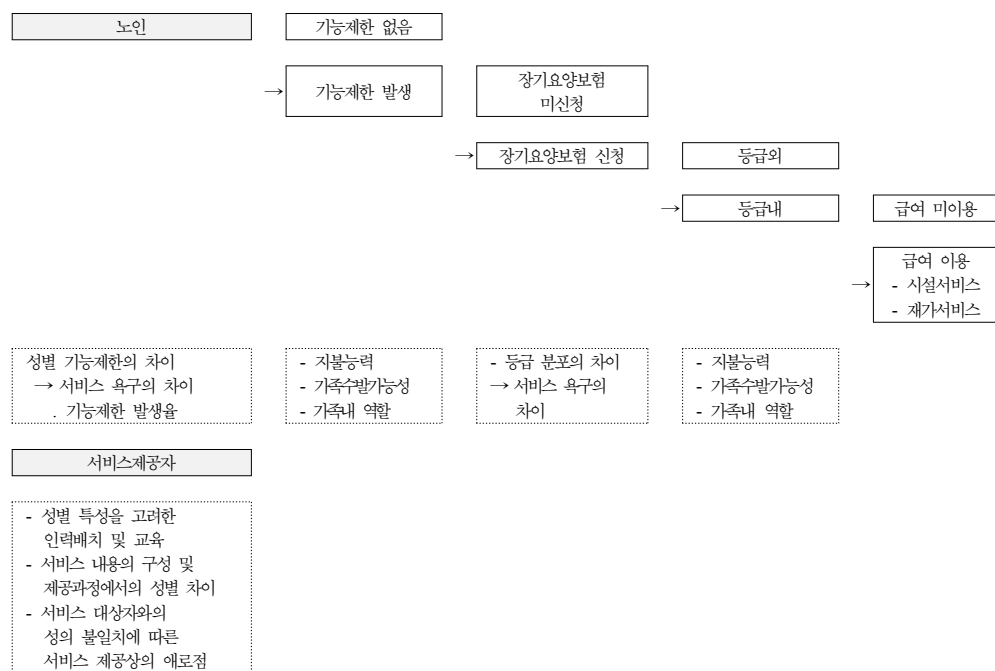 노인
기능제한 없음
→ 기능제한 발생
장기요양보험
미신청
→ 장기요양보험 신청
등급외
→ 등급내
급여 미이용
급여 이용
→ - 시설서비스
- 재가서비스
성별 기능제한의 차이
→ 서비스 욕구의 차이
. 기능제한 발생율
- 지불능력
- 가족수발가능성
- 가족내 역할
- 등급 분포의 차이
→ 서비스 욕구의
차이
- 지불능력
- 가족수발가능성
- 가족내 역할
서비스제공자
- 성별 특성을 고려한
인력배치 및 교육
- 서비스 내용의 구성 및
제공과정에서의 성별 차이
- 서비스 대상자와의
성의 불일치에 따른
서비스 제공상의 애로점